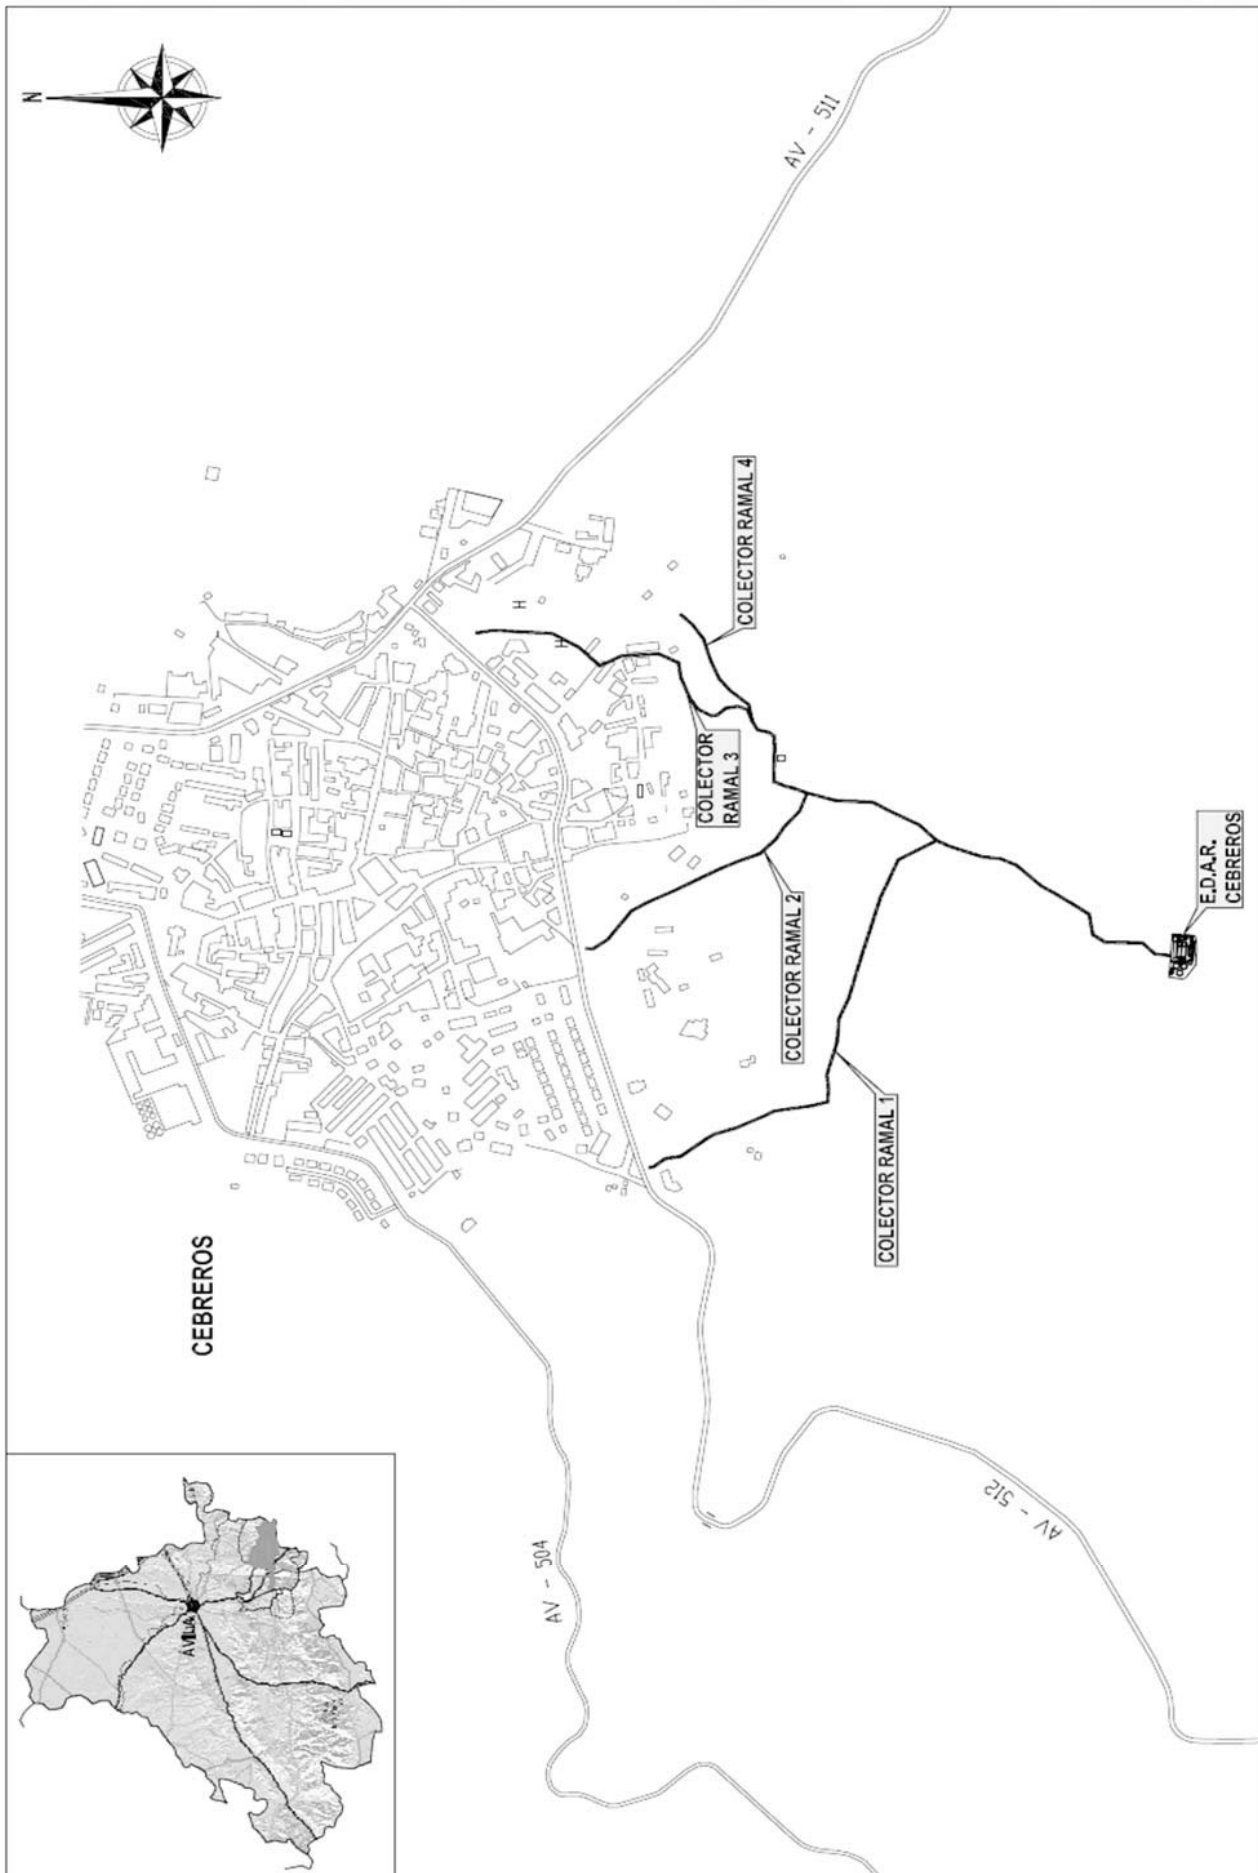 N
AV - 511
COLECTOR RAMAL 4
H
H
COLECTOR
RAMAL 3
E.D.A.R.
CEBREROS
COLECTOR RAMAL 2
COLECTOR RAMAL 1
CEBREROS
AV - 512
AV - 504
ÁVILA